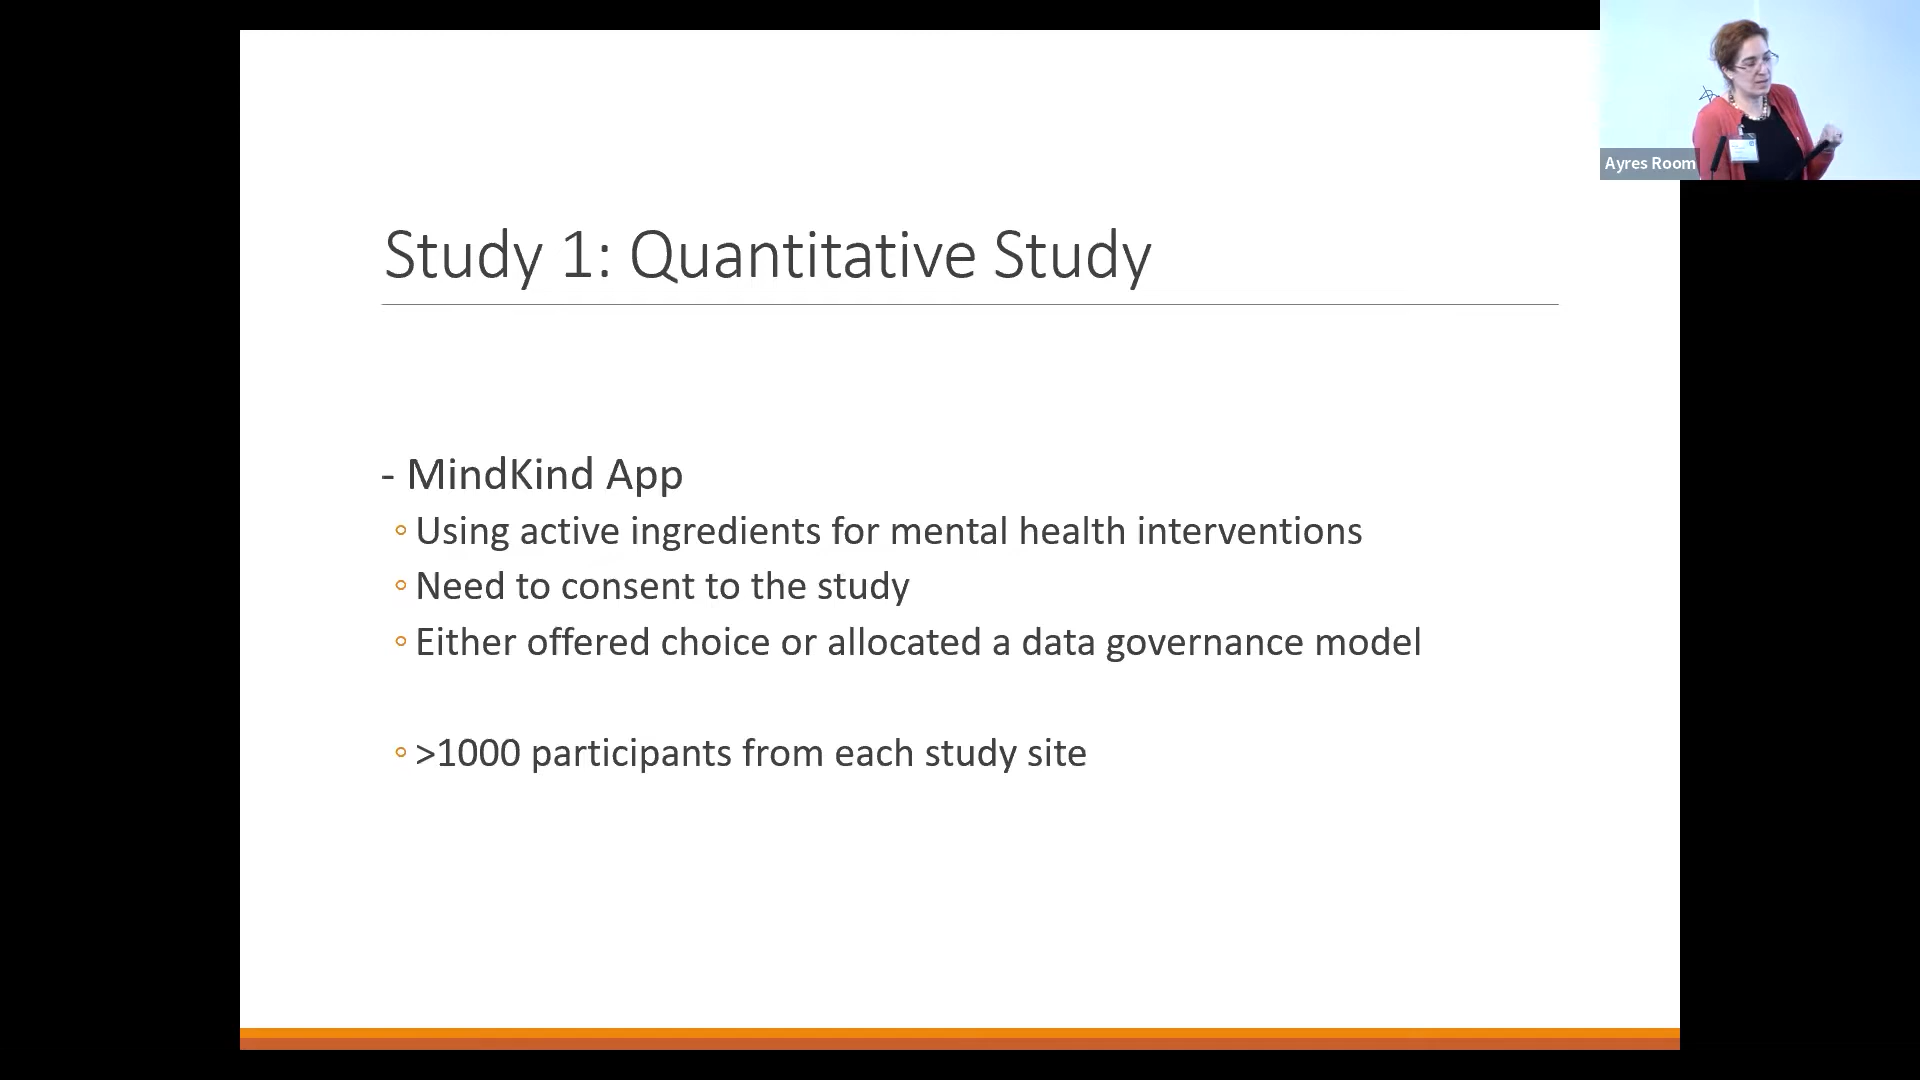 Ayres Room
Study 1: Quantitative Study
- MindKind App
◦ Using active ingredients for mental health interventions
◦ Need to consent to the study
◦ Either offered choice or allocated a data governance model
◦ >1000 participants from each study site